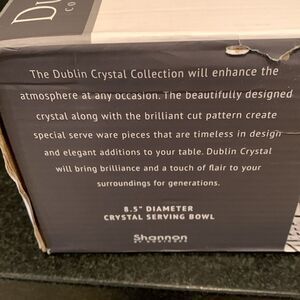 The Dublin Crystal Collection will enhance the
atmosphere at any occasion. The beautifully designed
crystal along with the brilliant cut pattern create
special serve ware pieces that are timeless in design
and elegant additions to your table. Dublin Crystal
will bring brilliance and a touch of flair to your
surroundings for generations.
8.5" DIAMETER
CRYSTAL SERVING BOWL
Shannon